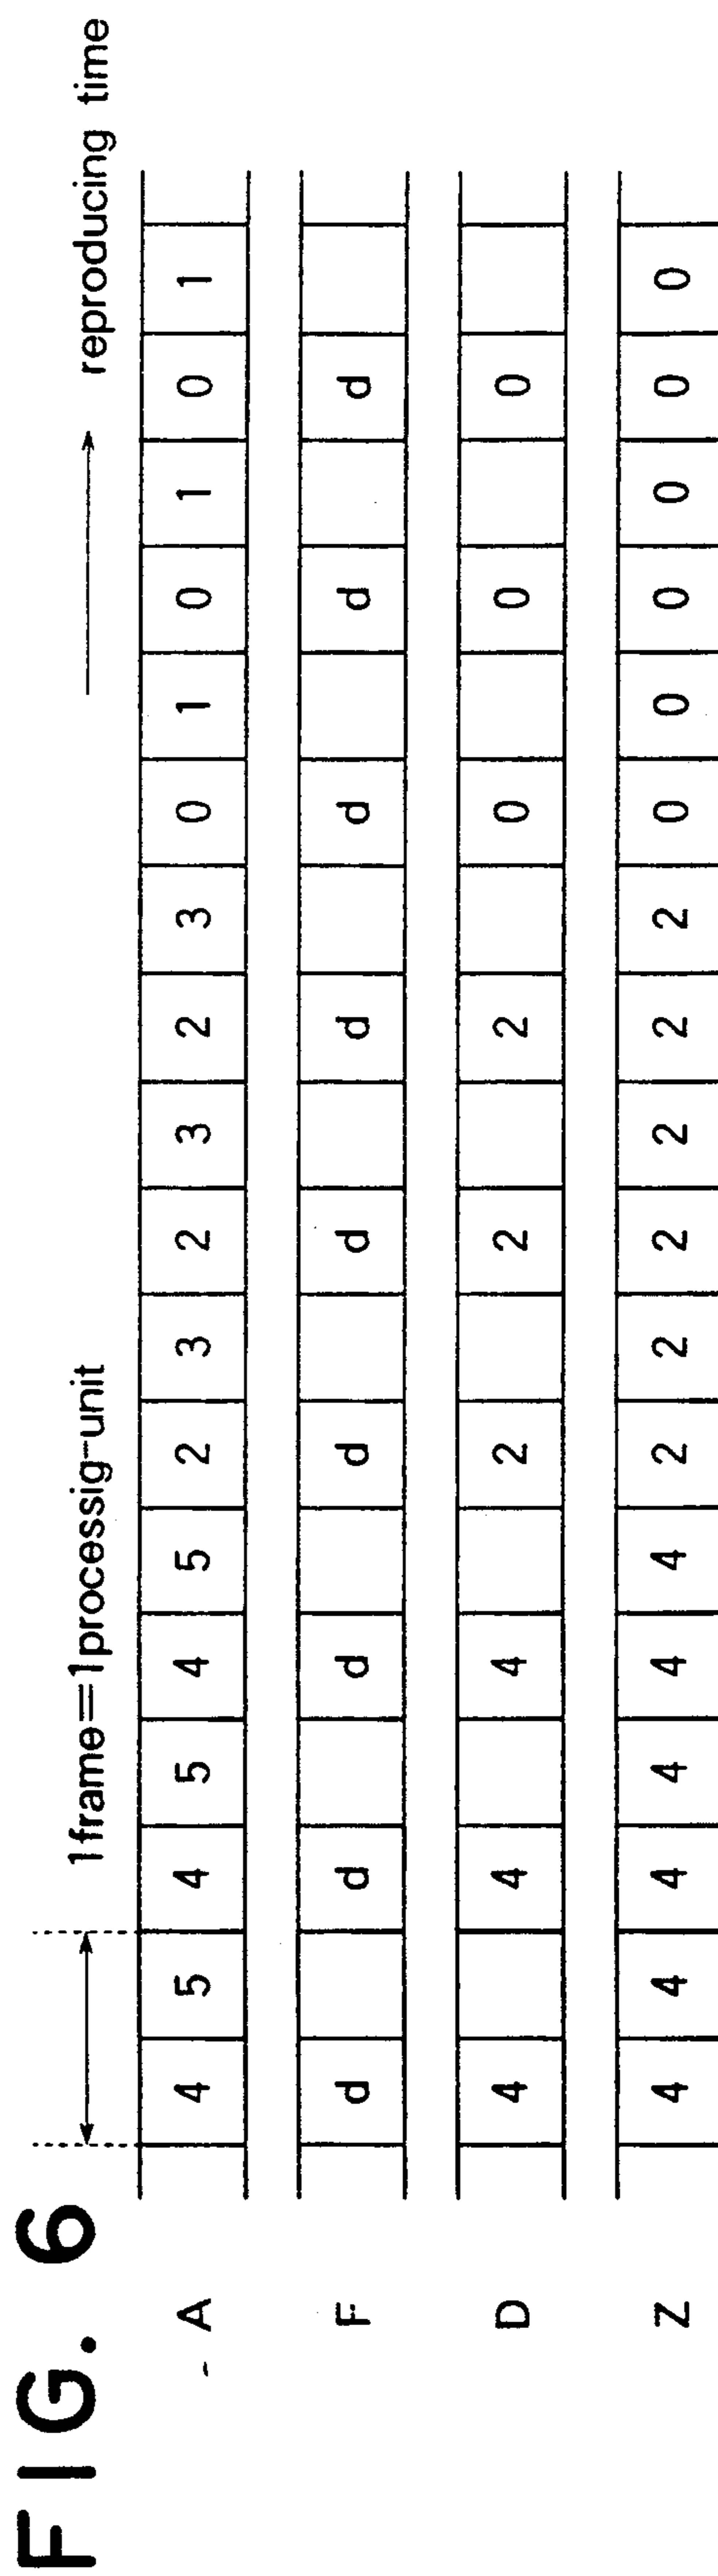 FIG. 6
1frame=1processig-unit
reproducing time
A 4 5 4 5 4 5 2 3 2 3 2 3 0 1 0 1 0 1
F d d d d d d d d d
D 4 4 4 2 2 2 0 0 0
Z 4 4 4 4 4 4 2 2 2 2 2 2 0 0 0 0 0 0